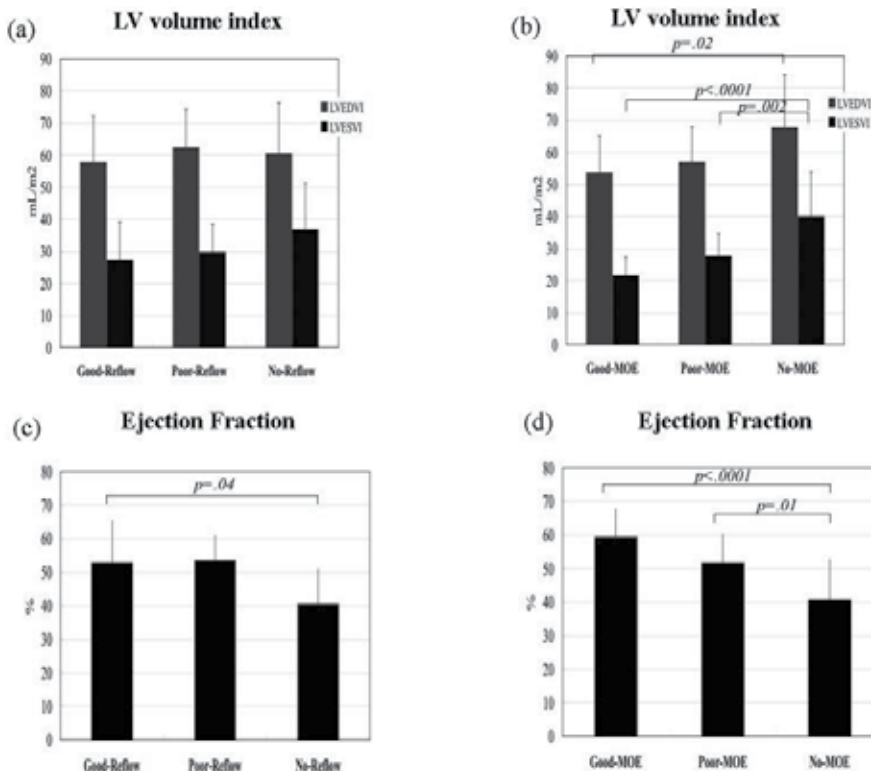 (a)
LV volume index
90
80
70
60
50
40
30
20
10
0
mL/m2
LVEDVI
LVESVI
Good-Reflow
Poor-Reflow
No-Reflow
(b)
LV volume index
p=.02
p<.0001
p=.002
90
80
70
60
50
40
30
20
10
0
mL/m2
LVEDVI
LVESVI
Good-MOE
Poor-MOE
No-MOE
(c)
Ejection Fraction
p=.04
80
70
60
50
40
30
20
10
0
%
Good-Reflow
Poor-Reflow
No-Reflow
(d)
Ejection Fraction
p<.0001
p=.01
80
70
60
50
40
30
20
10
0
%
Good-MOE
Poor-MOE
No-MOE